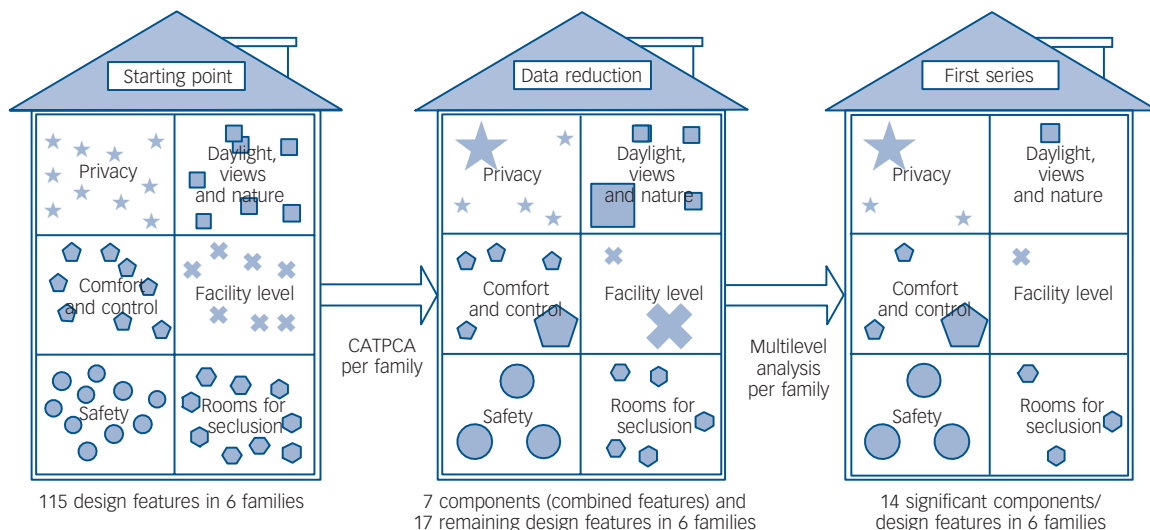 Starting point
Privacy
Daylight,
views
and nature
Comfort
and control
Facility level
Safety
Rooms for
seclusion
115 design features in 6 families
CATPCA
per family
Data reduction
Privacy
Daylight,
views
and nature
Comfort
and control
Facility level
Safety
Rooms for
seclusion
7 components (combined features) and
17 remaining design features in 6 families
Multilevel
analysis
per family
First series
Privacy
Daylight,
views
and nature
Comfort
and control
Facility level
Safety
Rooms for
seclusion
14 significant components/
design features in 6 families